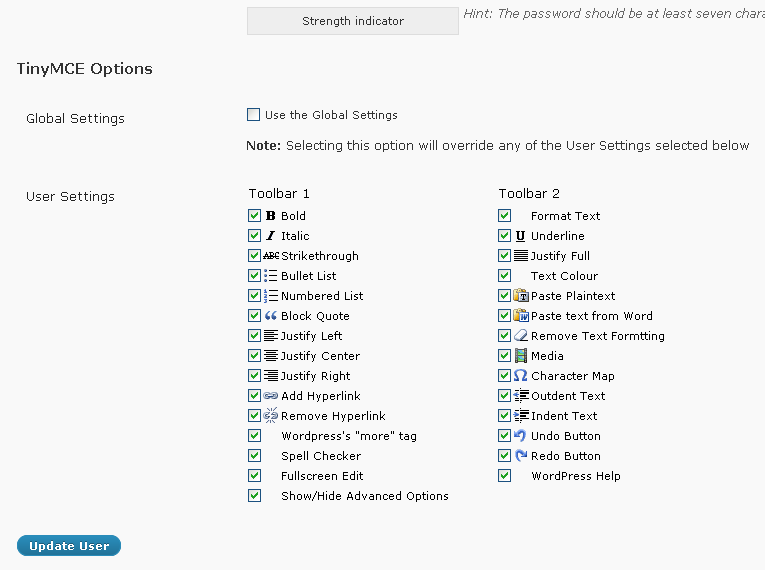 Strength indicator
Hint: The password should be at least seven
TinyMCE Options
Global Settings
Use the Global Settings
Note: Selecting this option will override any of the User Settings selected below
User Settings
Toolbar 1
B Bold
I Italic
ABC Strikethrough
Bullet List
Numbered List
Block Quote
Justify Left
Justify Center
Justify Right
Add Hyperlink
Remove Hyperlink
Wordpress's "more" tag
Spell Checker
Fullscreen Edit
Show/Hide Advanced Options
Toolbar 2
Format Text
U Underline
Justify Full
Text Colour
Paste Plaintext
Paste text from Word
Remove Text Formtting
Media
Ω Character Map
Outdent Text
Indent Text
Undo Button
Redo Button
WordPress Help
Update User